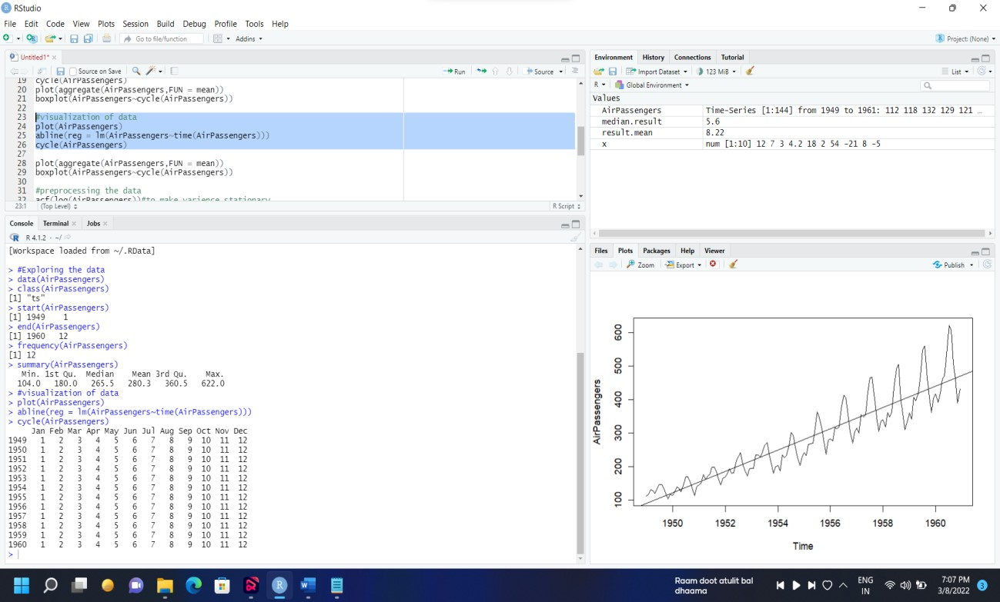 RStudio
File Edit Code View Plots Session Build Debug Profile Tools Help
Go to file/function
Addins
Project: (None)
Untitled1*
Source on Save
Run
Source
19 cycle(AirPassengers)
20 plot(aggregate(AirPassengers,FUN = mean))
21 boxplot(AirPassengers~cycle(AirPassengers))
22
23 #visualization of data
24 plot(AirPassengers)
25 abline(reg = lm(AirPassengers~time(AirPassengers)))
26 cycle(AirPassengers)
27
28 plot(aggregate(AirPassengers,FUN = mean))
29 boxplot(AirPassengers~cycle(AirPassengers))
30
31 #preprocessing the data
32 acf(log(AirPassengers))#to make varience stationary
23:1 (Top Level) R Script
Console Terminal Jobs
R 4.1.2 · ~/
[Workspace loaded from ~/.RData]
> #Exploring the data
> data(AirPassengers)
> class(AirPassengers)
[1] "ts"
> start(AirPassengers)
[1] 1949 1
> end(AirPassengers)
[1] 1960 12
> frequency(AirPassengers)
[1] 12
> summary(AirPassengers)
Min. 1st Qu. Median Mean 3rd Qu. Max.
104.0 180.0 265.5 280.3 360.5 622.0
> #visualization of data
> plot(AirPassengers)
> abline(reg = lm(AirPassengers~time(AirPassengers)))
> cycle(AirPassengers)
Jan Feb Mar Apr May Jun Jul Aug Sep Oct Nov Dec
1949 1 2 3 4 5 6 7 8 9 10 11 12
1950 1 2 3 4 5 6 7 8 9 10 11 12
1951 1 2 3 4 5 6 7 8 9 10 11 12
1952 1 2 3 4 5 6 7 8 9 10 11 12
1953 1 2 3 4 5 6 7 8 9 10 11 12
1954 1 2 3 4 5 6 7 8 9 10 11 12
1955 1 2 3 4 5 6 7 8 9 10 11 12
1956 1 2 3 4 5 6 7 8 9 10 11 12
1957 1 2 3 4 5 6 7 8 9 10 11 12
1958 1 2 3 4 5 6 7 8 9 10 11 12
1959 1 2 3 4 5 6 7 8 9 10 11 12
1960 1 2 3 4 5 6 7 8 9 10 11 12
>
Environment History Connections Tutorial
Import Dataset 123 MiB List
R Global Environment
Values
AirPassengers Time-Series [1:144] from 1949 to 1961: 112 118 132 129 121 …
median.result 5.6
result.mean 8.22
x num [1:10] 12 7 3 4.2 18 2 54 -21 8 -5
Files Plots Packages Help Viewer
Zoom Export Publish
AirPassengers
600
500
400
300
200
100
1950 1952 1954 1956 1958 1960
Time
Raam doot atulit bal
dhaama
ENG
IN
7:07 PM
3/8/2022
3